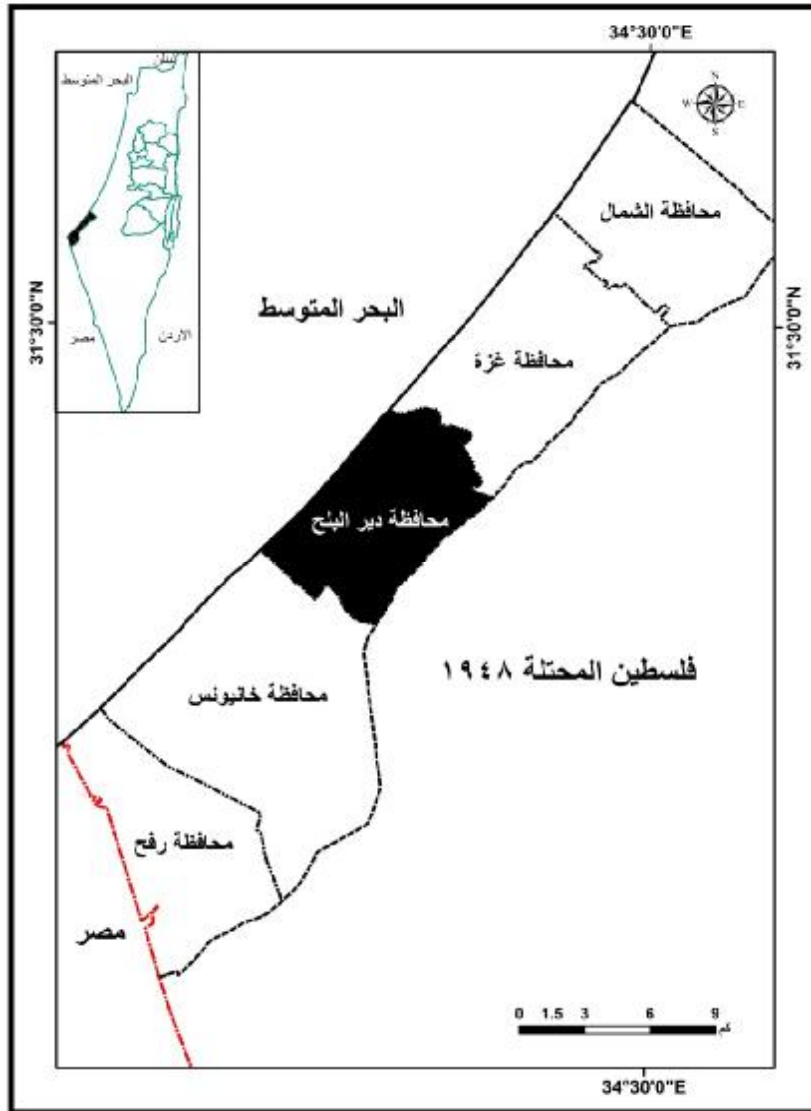 34°30'0"E
لبنان
البحر المتوسط
N
W E
S
S
محافظة الشمال
31°30'0"N
البحر المتوسط
31°30'0"N
محافظة غزة
مصر
الاردن
محافظة دير البلح
فلسطين المحتلة ١٩٤٨
محافظة خانيونس
محافظة رفح
مصر
0 1.5 3 6 9
كم
34°30'0"E